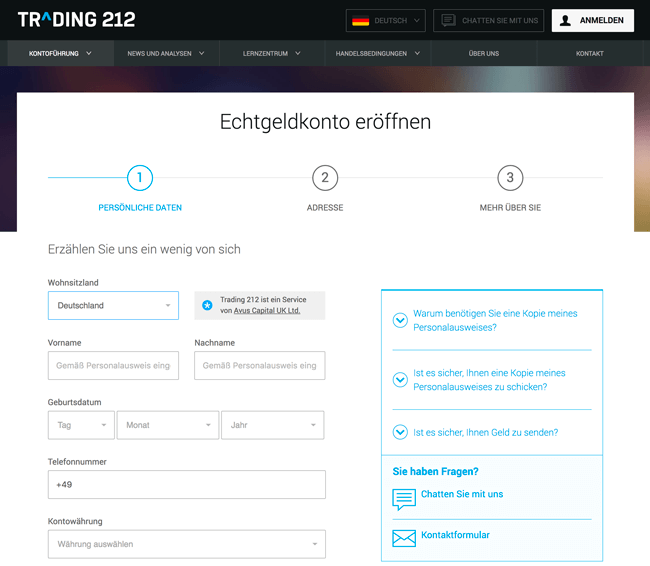 TRADING 212
DEUTSCH
CHATTEN SIE MIT UNS
ANMELDEN
KONTOFÜHRUNG
NEWS UND ANALYSEN
LERNZENTRUM
HANDELSBEDINGUNGEN
ÜBER UNS
KONTAKT
Echtgeldkonto eröffnen
1
2
3
PERSÖNLICHE DATEN
ADRESSE
MEHR ÜBER SIE
Erzählen Sie uns ein wenig von sich
Wohnsitzland
Deutschland
Trading 212 ist ein Service
von Avus Capital UK Ltd.
Vorname
Nachname
Gemäß Personalausweis eing
Gemäß Personalausweis eing
Geburtsdatum
Tag
Monat
Jahr
Telefonnummer
+49
Kontowährung
Währung auswählen
Warum benötigen Sie eine Kopie meines
Personalausweises?
Ist es sicher, Ihnen eine Kopie meines
Personalausweises zu schicken?
Ist es sicher, Ihnen Geld zu senden?
Sie haben Fragen?
Chatten Sie mit uns
Kontaktformular